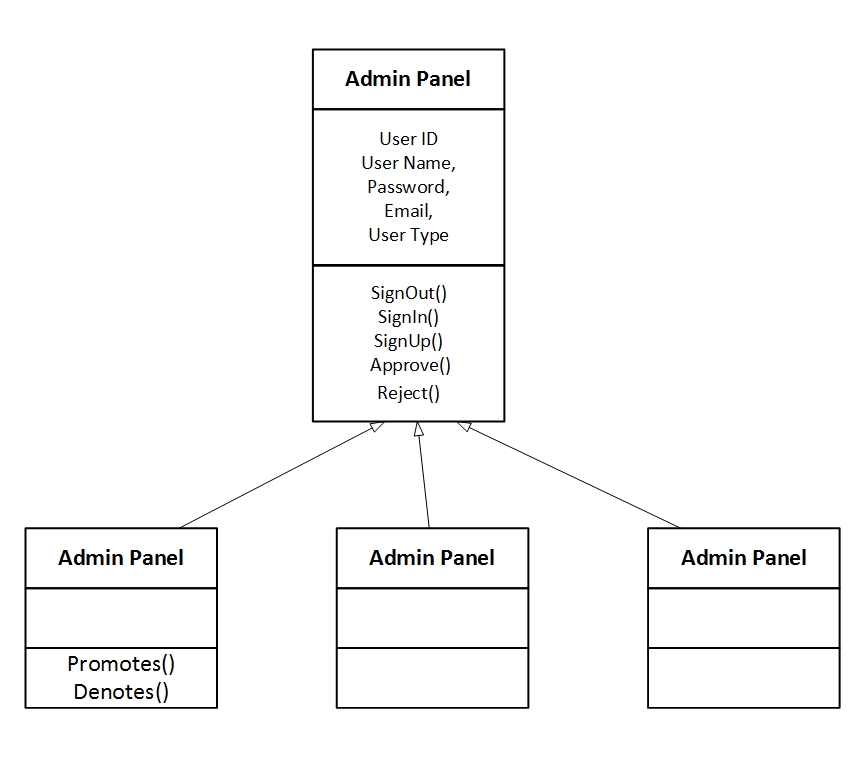 Admin Panel
User ID
User Name,
Password,
Email,
User Type
SignOut()
SignIn()
SignUp()
Approve()
Reject()
Admin Panel
Promotes()
Denotes()
Admin Panel
Admin Panel